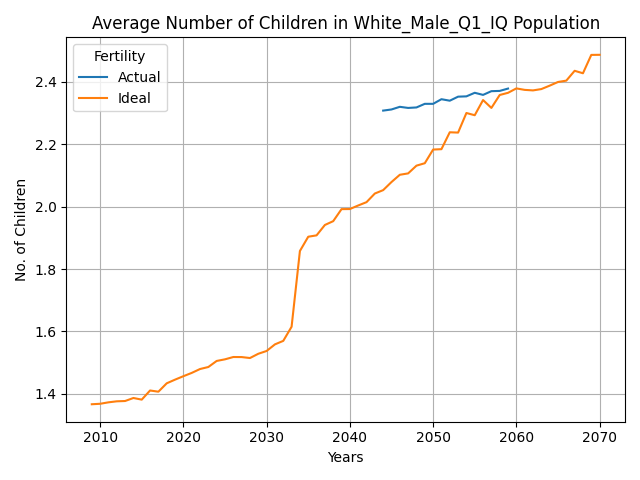 Average Number of Children in White_Male_Q1_IQ Population
Fertility
Actual
Ideal
2.4
2.2
2.0
1.8
1.6
1.4
No. of Children
2010 2020 2030 2040 2050 2060 2070
Years